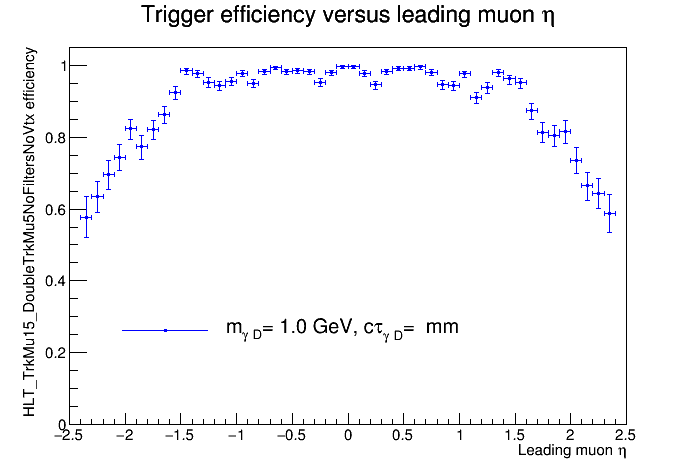 Trigger efficiency versus leading muon η
HLT_TrkMu15_DoubleTrkMu5NoFiltersNoVtx efficiency
1
0.8
0.6
0.4
0.2
0
m_γ D = 1.0 GeV, cτ_γ D =  mm
−2.5 −2 −1.5 −1 −0.5 0 0.5 1 1.5 2 2.5
Leading muon η